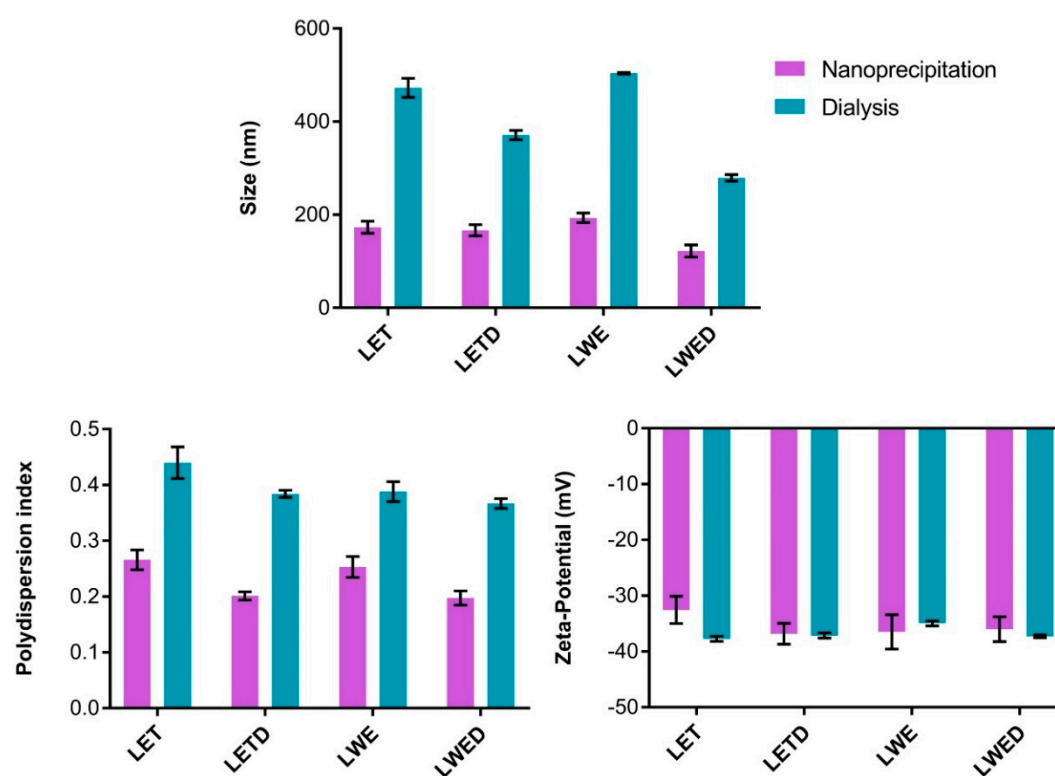 Size (nm)
600
400
200
0
LET
LETD
LWE
LWED
Nanoprecipitation
Dialysis
Polydispersion index
0.5
0.4
0.3
0.2
0.1
0.0
LET
LETD
LWE
LWED
Zeta-Potential (mV)
0
-10
-20
-30
-40
-50
LET
LETD
LWE
LWED